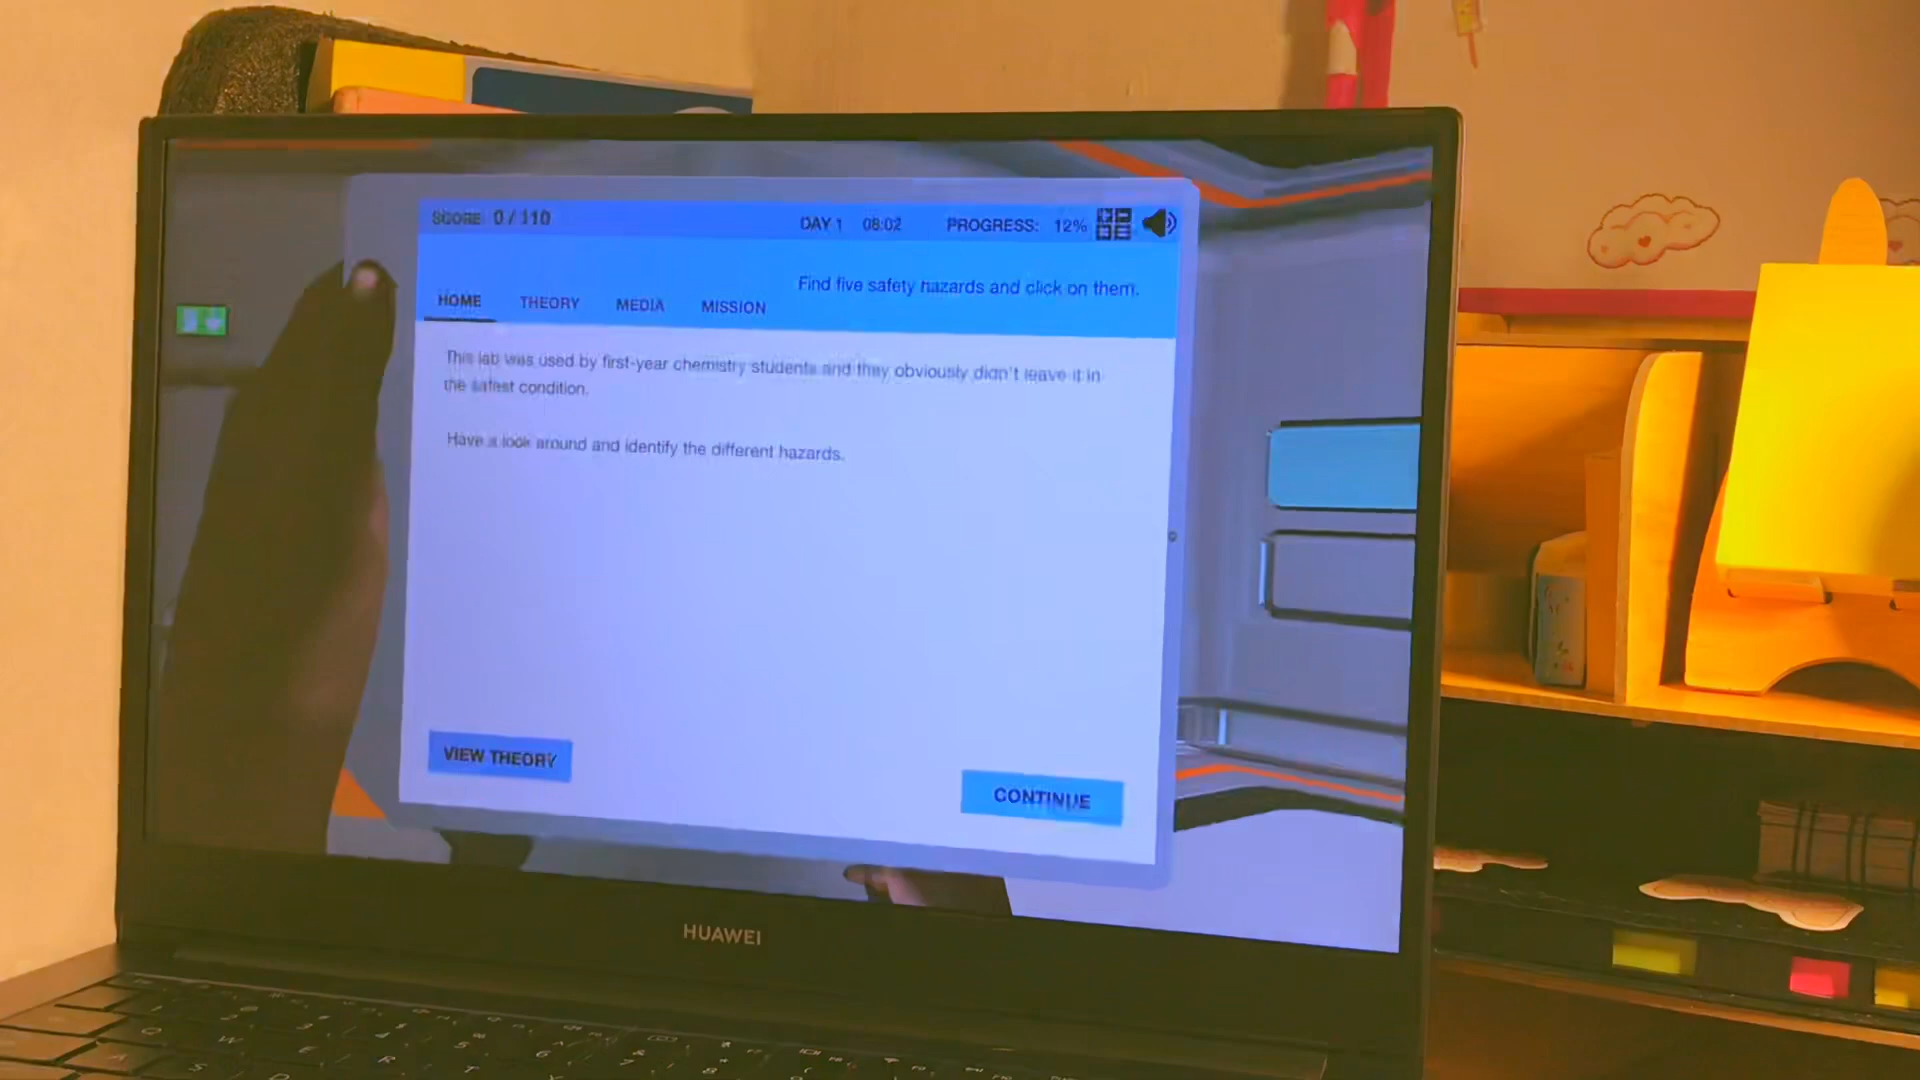 SCORE: 0 / 110
DAY 1 08:02 PROGRESS: 12%
Find five safety hazards and click on them.
HOME THEORY MEDIA MISSION
This lab was used by first-year chemistry students and they obviously didn't leave it in
the safest condition.
Have a look around and identify the different hazards.
VIEW THEORY
CONTINUE
HUAWEI